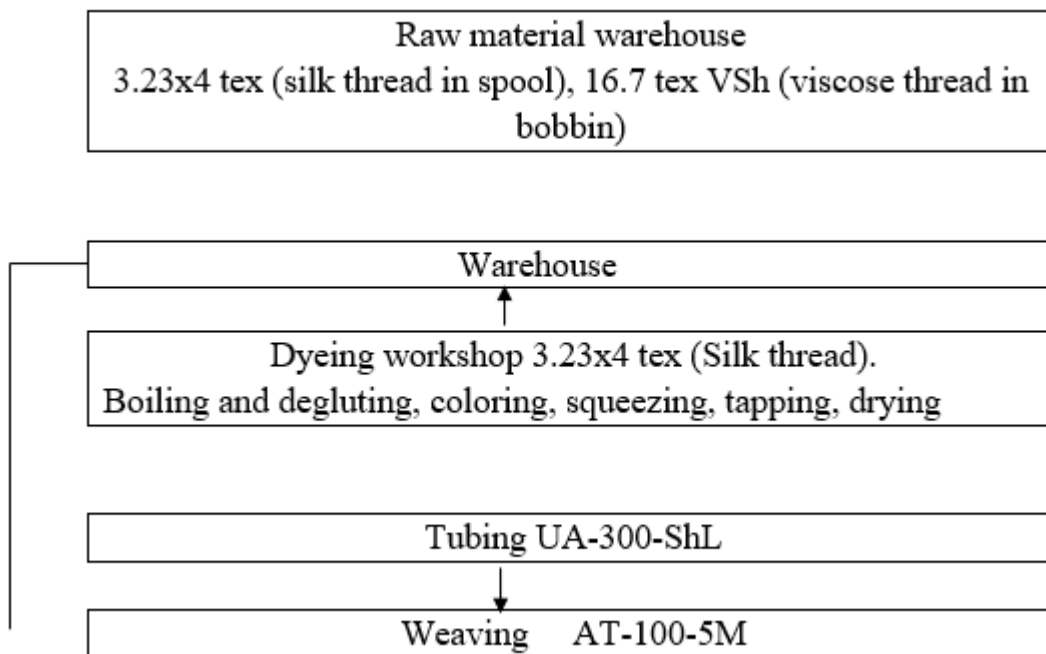 Raw material warehouse
3.23x4 tex (silk thread in spool), 16.7 tex VSh (viscose thread in
bobbin)
Warehouse
Dyeing workshop 3.23x4 tex (Silk thread).
Boiling and degluting, coloring, squeezing, tapping, drying
Tubing UA-300-ShL
Weaving AT-100-5M